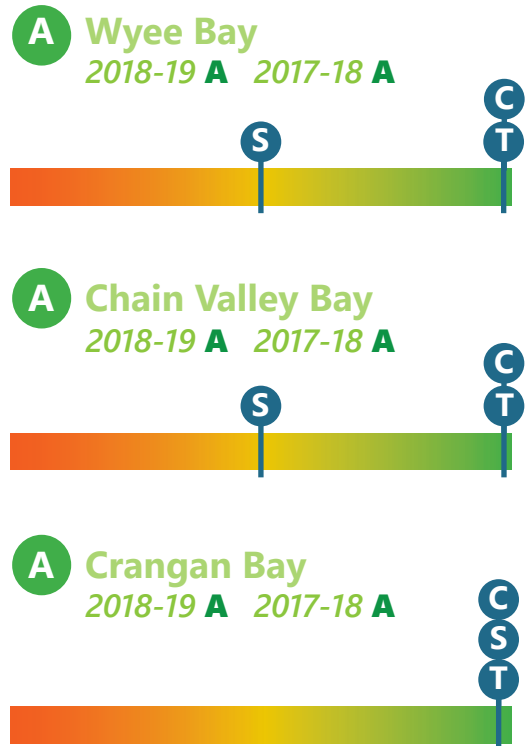 A Wyee Bay
2018-19 A 2017-18 A
C
S T
A Chain Valley Bay
2018-19 A 2017-18 A
C
S T
A Crangan Bay
2018-19 A 2017-18 A
C
S
T